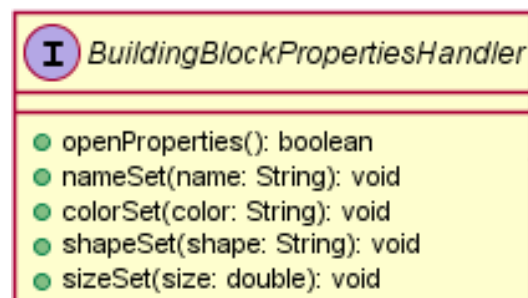 I BuildingBlockPropertiesHandler
openProperties(): boolean
nameSet(name: String): void
colorSet(color: String): void
shapeSet(shape: String): void
sizeSet(size: double): void